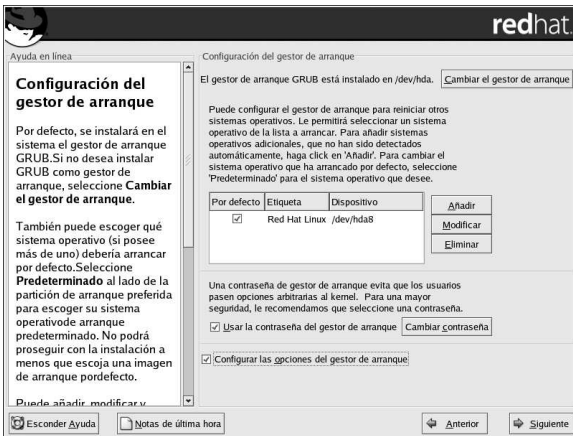 redhat.
Ayuda en línea
Configuración del
gestor de arranque
Por defecto, se instalará en el
sistema el gestor de arranque
GRUB.Si no desea instalar
GRUB como gestor de
arranque, seleccione Cambiar
el gestor de arranque.
También puede escoger qué
sistema operativo (si posee
más de uno) debería arrancar
por defecto.Seleccione
Predeterminado al lado de la
partición de arranque preferida
para escoger su sistema
operativode arranque
predeterminado. No podrá
proseguir con la instalación a
menos que escoja una imagen
de arranque pordefecto.
Puede añadir, modificar y
Configuración del gestor de arranque
El gestor de arranque GRUB está instalado en /dev/hda. Cambiar el gestor de arranque
Puede configurar el gestor de arranque para reiniciar otros
sistemas operativos. Le permitirá seleccionar un sistema
operativo de la lista a arrancar. Para añadir sistemas
operativos adicionales, que no han sido detectados
automáticamente, haga click en 'Añadir'. Para cambiar el
sistema operativo que ha arrancado por defecto, seleccione
'Predeterminado' para el sistema operativo que desee.
Por defecto Etiqueta Dispositivo
Red Hat Linux /dev/hda8
Añadir
Modificar
Eliminar
Una contraseña de gestor de arranque evita que los usuarios
pasen opciones arbitrarias al kernel. Para una mayor
seguridad, le recomendamos que seleccione una contraseña.
Usar la contraseña del gestor de arranque Cambiar contraseña
Configurar las opciones del gestor de arranque
Esconder Ayuda Notas de última hora Anterior Siguiente